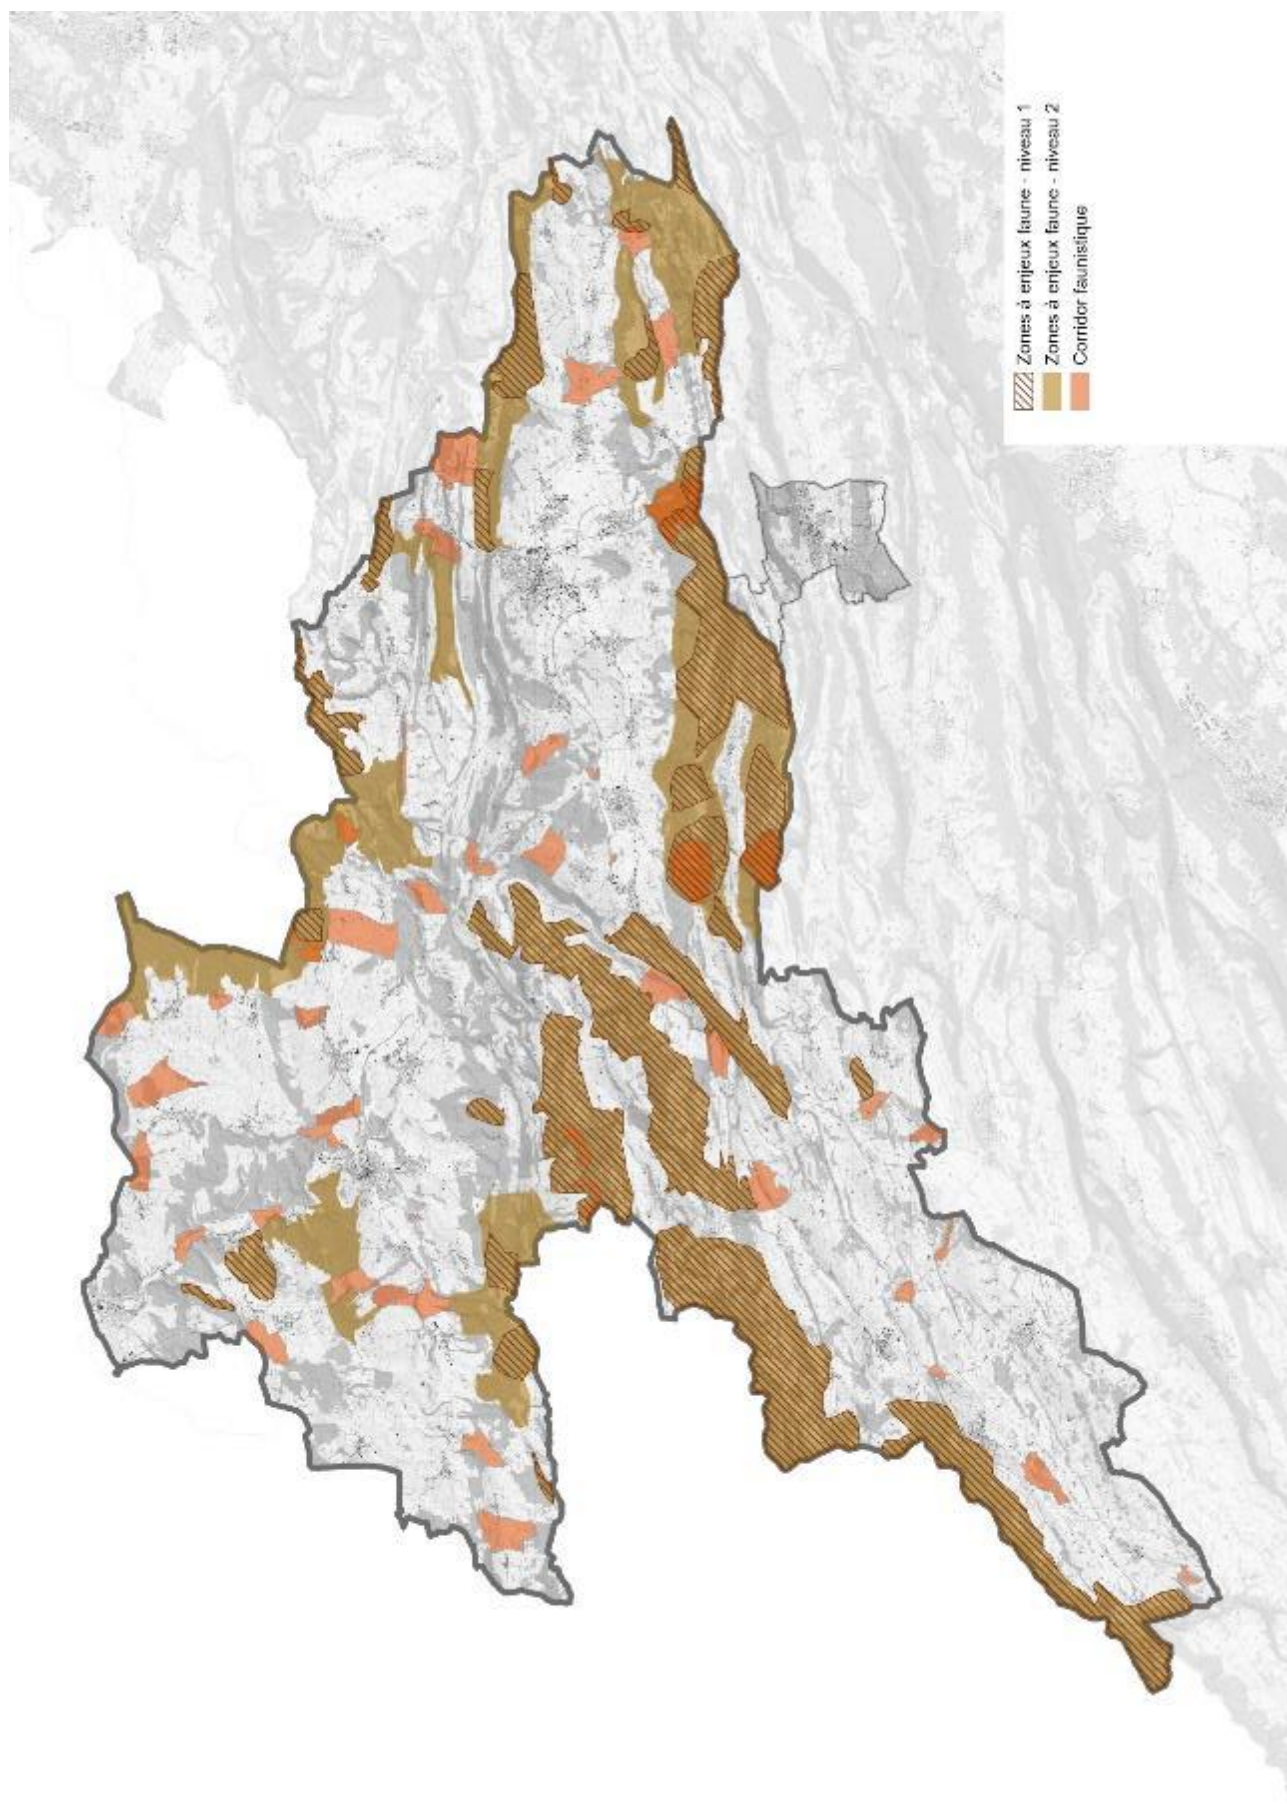 Zones à enjeux faune - niveau 1
Zones à enjeux faune - niveau 2
Corridor faunistique